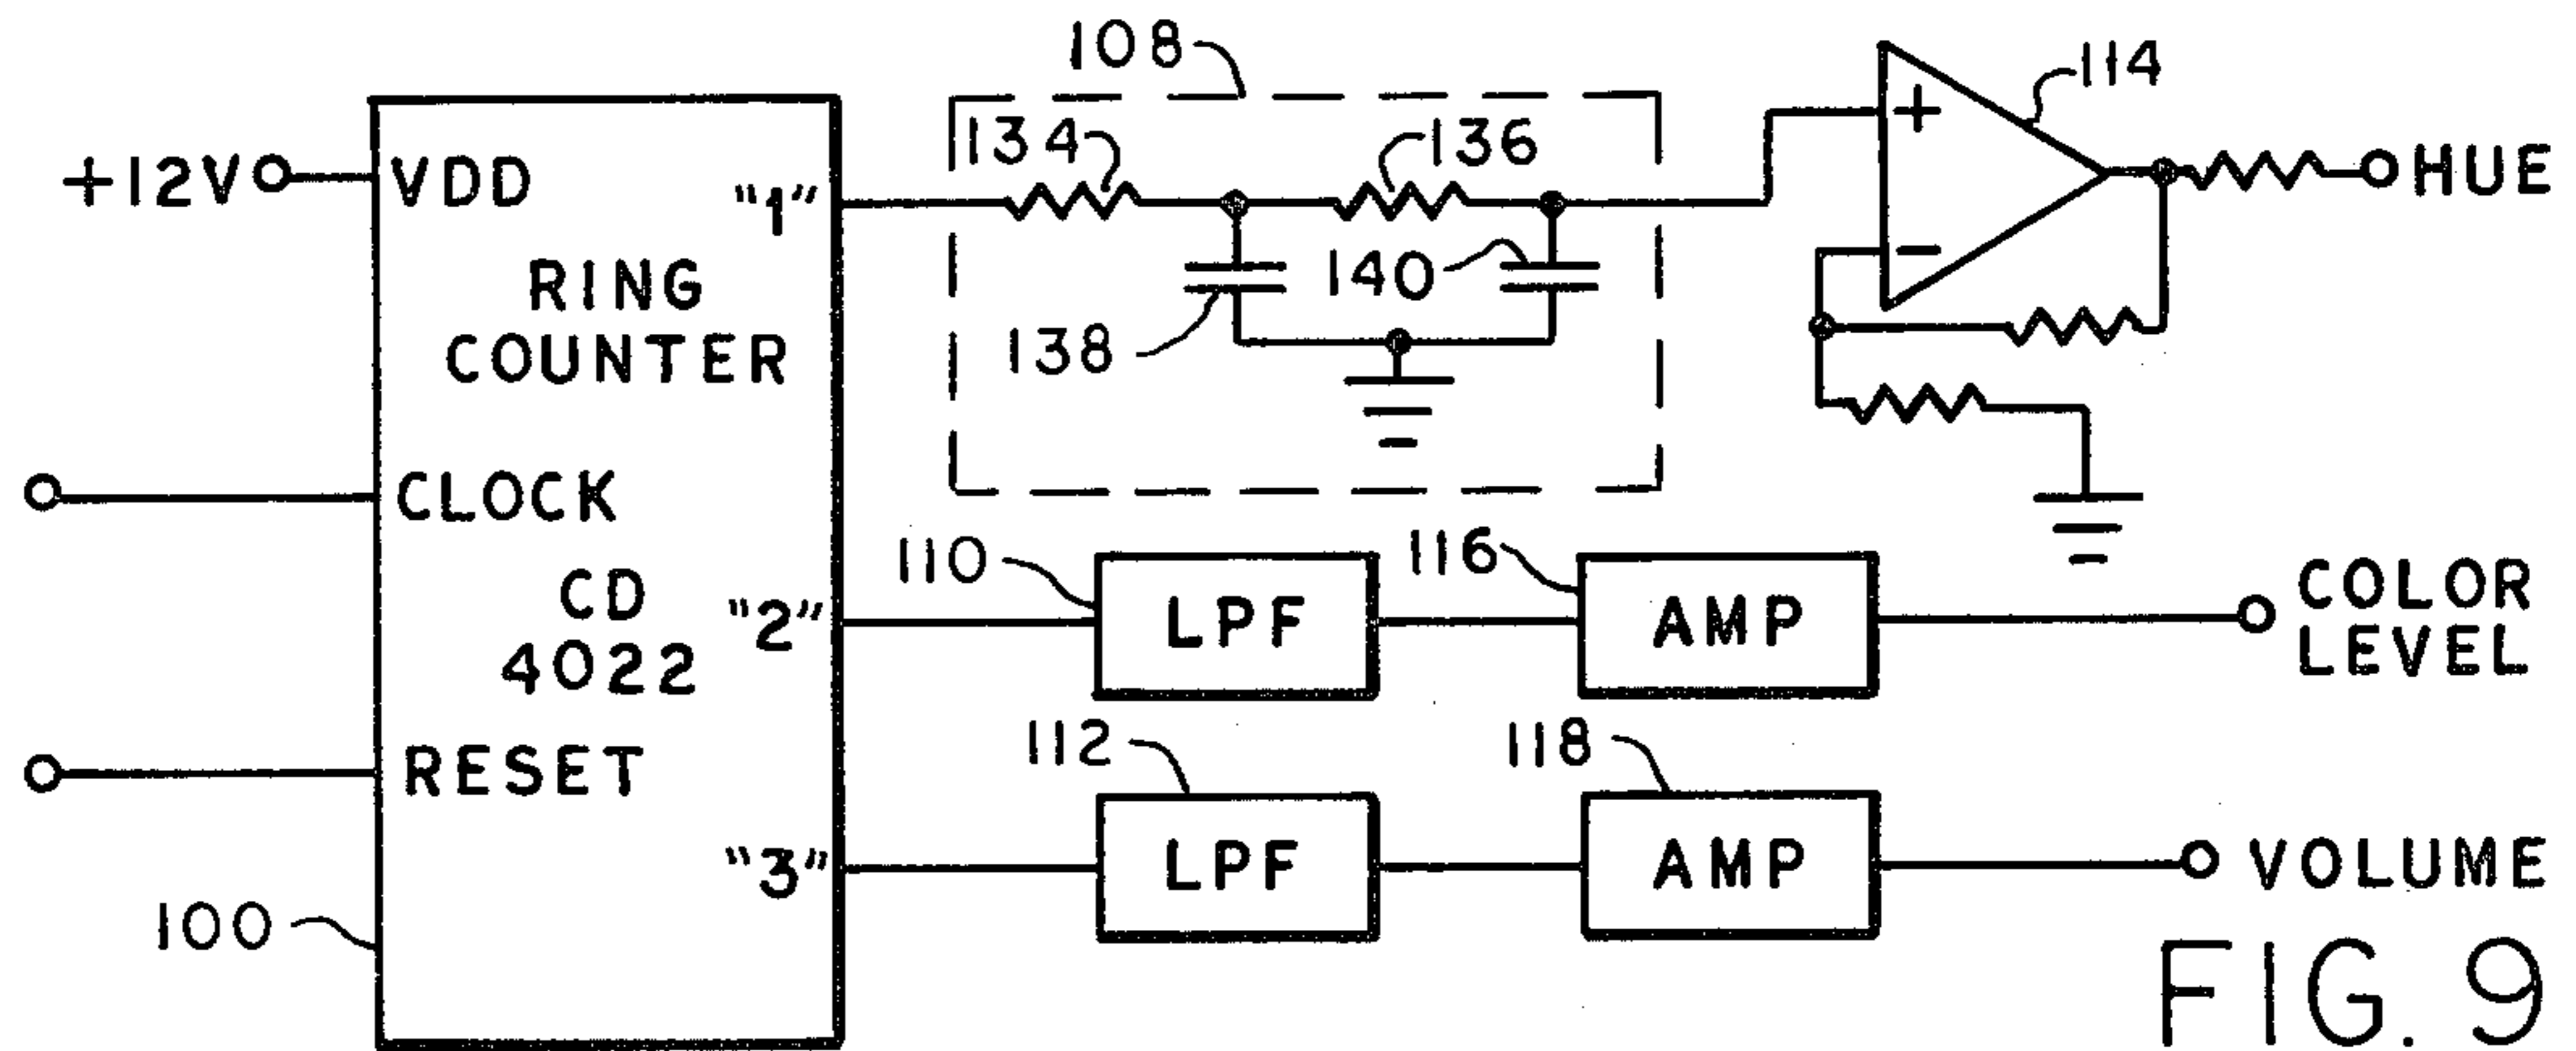 108
114
134
136
+12V
VDD
"1"
+
HUE
RING
COUNTER
140
-
138
CLOCK
110
116
CD
4022
"2"
LPF
AMP
COLOR
LEVEL
112
118
RESET
"3"
LPF
AMP
VOLUME
100
FIG. 9